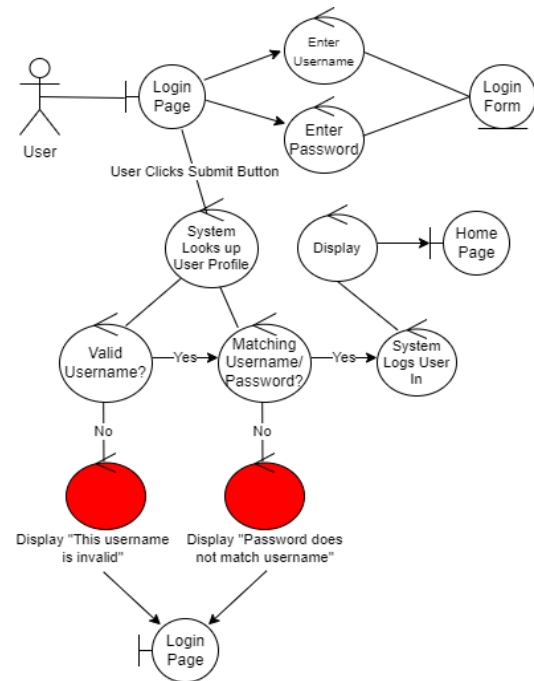 Enter
Username
Login
Page
Login
Form
User
Enter
Password
User Clicks Submit Button
System
Looks up
User Profile
Display
Home
Page
Valid
Username?
Yes
Matching
Username/
Password?
Yes
System
Logs User
In
No
No
Display "This username
is invalid"
Display "Password does
not match username"
Login
Page